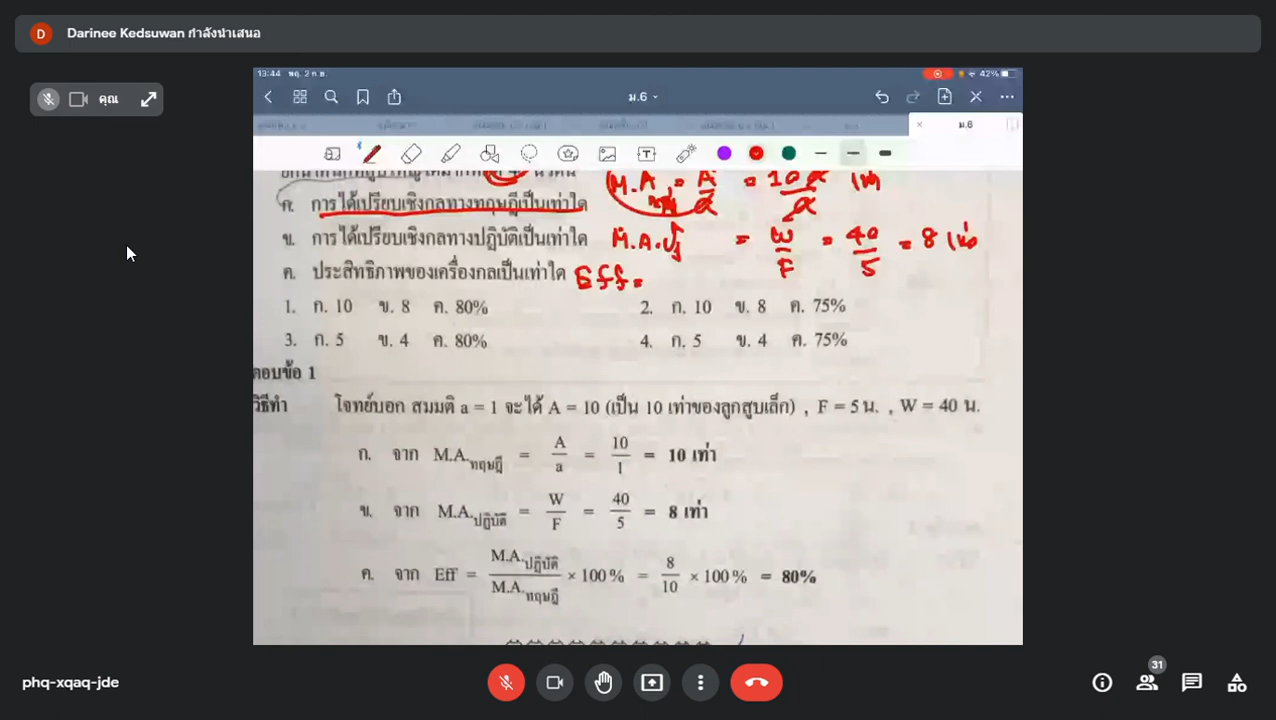 D Darinee Kedsuwan กำลังนำเสนอ
คุณ
13:44 พฤ. 2 ก.ย. 42%
ม.6
ม.6
ก. การได้เปรียบเชิงกลทางทฤษฎีเป็นเท่าใด M.A. = A/a = 10a/a เท่า
ข. การได้เปรียบเชิงกลทางปฏิบัติเป็นเท่าใด M.A.ป = W/F = 40/5 = 8 เท่า
ค. ประสิทธิภาพของเครื่องกลเป็นเท่าใด Eff =
1. ก. 10 ข. 8 ค. 80% 2. ก. 10 ข. 8 ค. 75%
3. ก. 5 ข. 4 ค. 80% 4. ก. 5 ข. 4 ค. 75%
ตอบข้อ 1
วิธีทำ โจทย์บอก สมมติ a = 1 จะได้ A = 10 (เป็น 10 เท่าของลูกสูบเล็ก) , F = 5 น. , W = 40 น.
ก. จาก M.A.ทฤษฎี = A/a = 10/1 = 10 เท่า
ข. จาก M.A.ปฏิบัติ = W/F = 40/5 = 8 เท่า
ค. จาก Eff = M.A.ปฏิบัติ/M.A.ทฤษฎี × 100 % = 8/10 × 100 % = 80%
phq-xqaq-jde
31